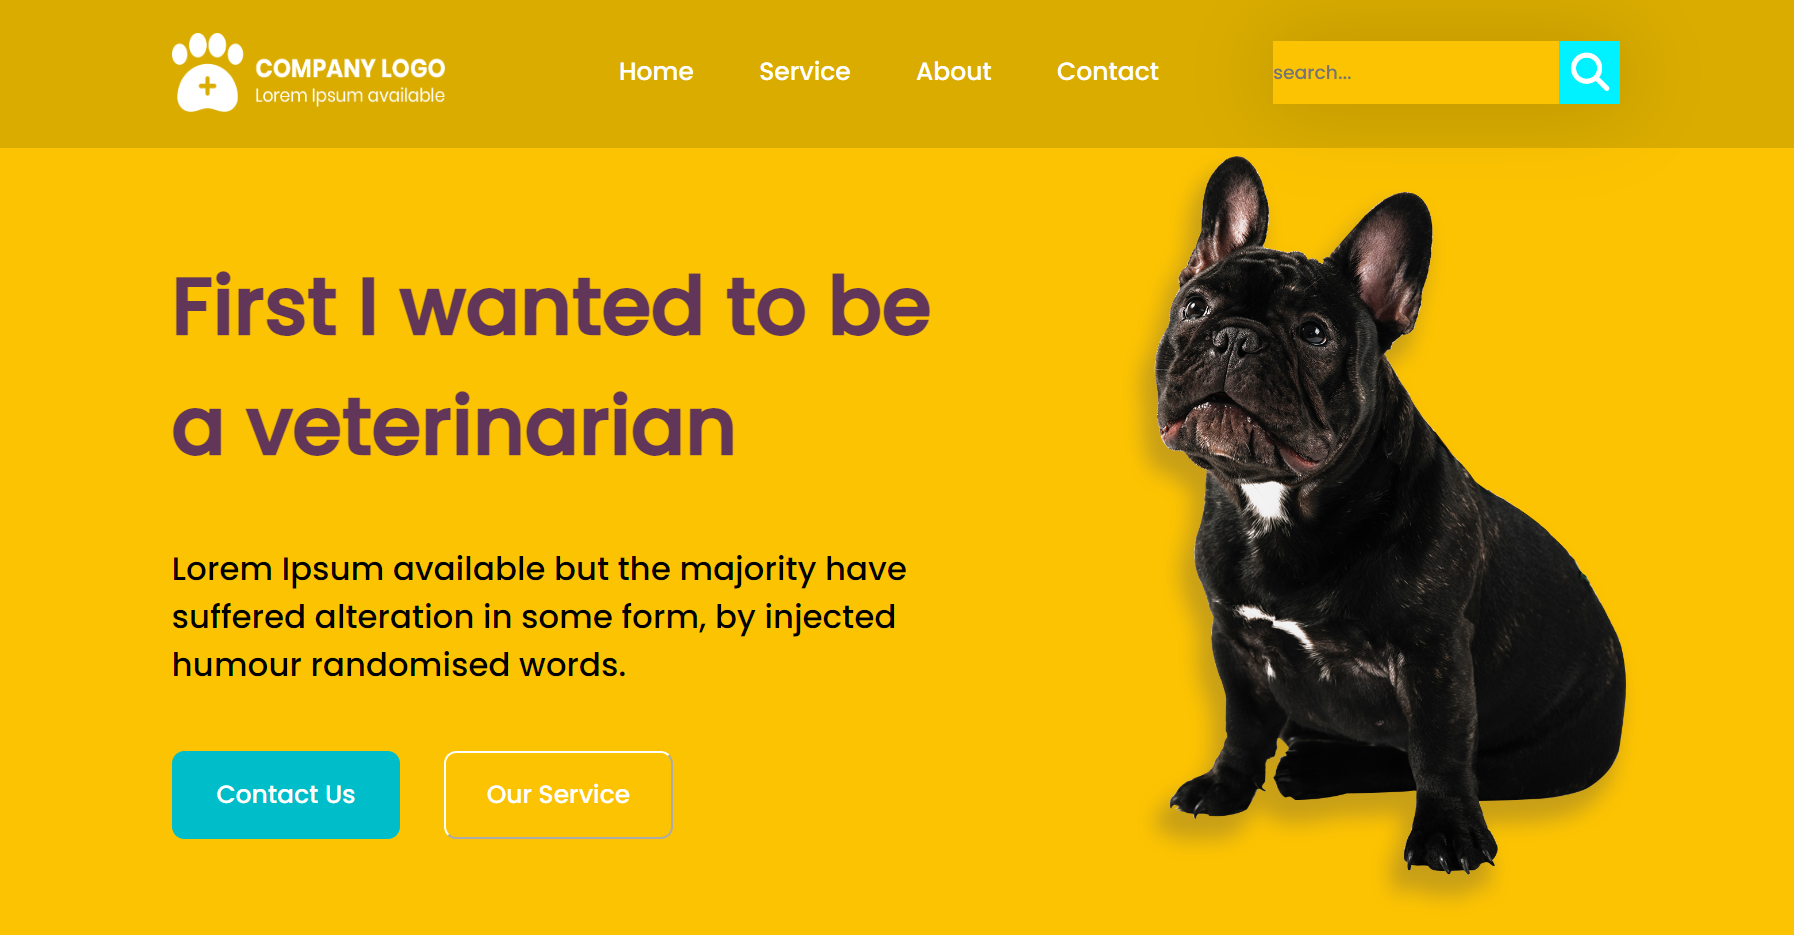 COMPANY LOGO
Lorem Ipsum available
Home
Service
About
Contact
search...
First I wanted to be
a veterinarian
Lorem Ipsum available but the majority have
suffered alteration in some form, by injected
humour randomised words.
Contact Us
Our Service